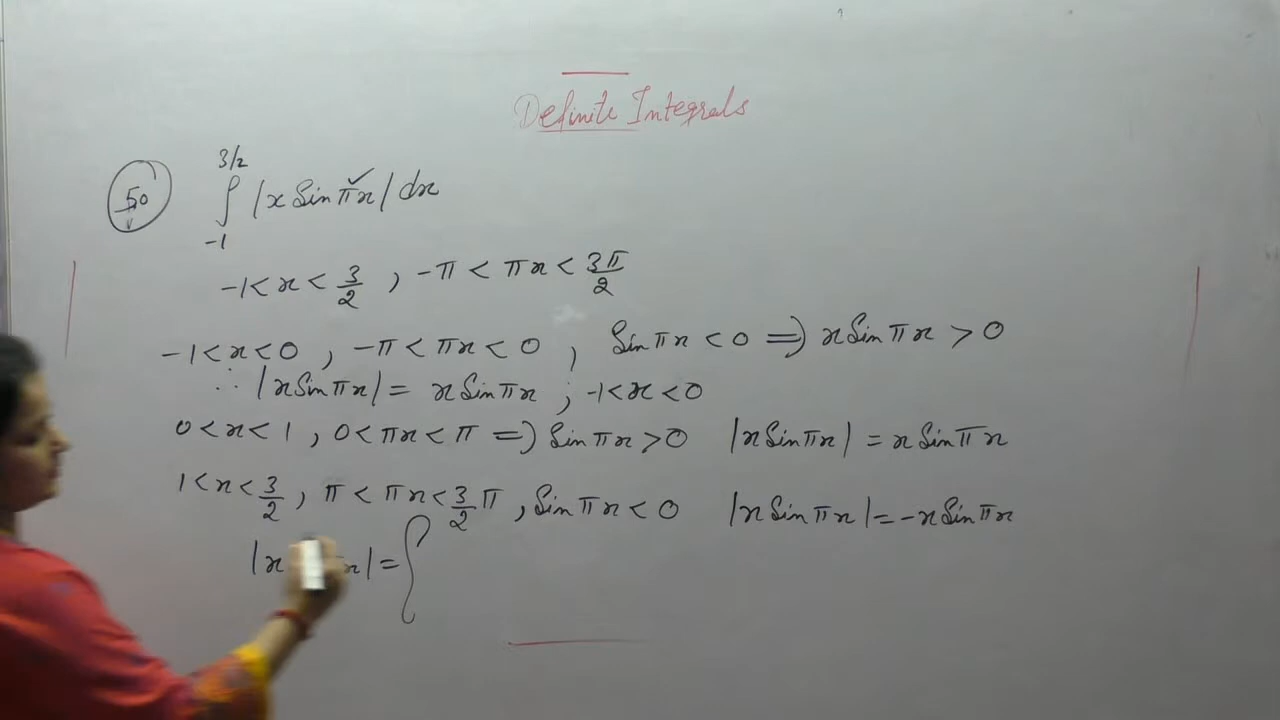 Definite Integrals
50 ∫_{-1}^{3/2} |x Sin πx| dx
-1 < x < 3/2 , -π < πx < 3π/2
-1 < x < 0 , -π < πx < 0 , Sin πx < 0 ⇒ x Sin πx > 0
∴ |x Sin πx| = x Sin πx ; -1 < x < 0
0 < x < 1 , 0 < πx < π ⇒ Sin πx > 0 |x Sin πx| = x Sin π x
1 < x < 3/2 , π < πx < 3/2 π , Sin πx < 0 |x Sin πx| = -x Sin πx
|x x| = {